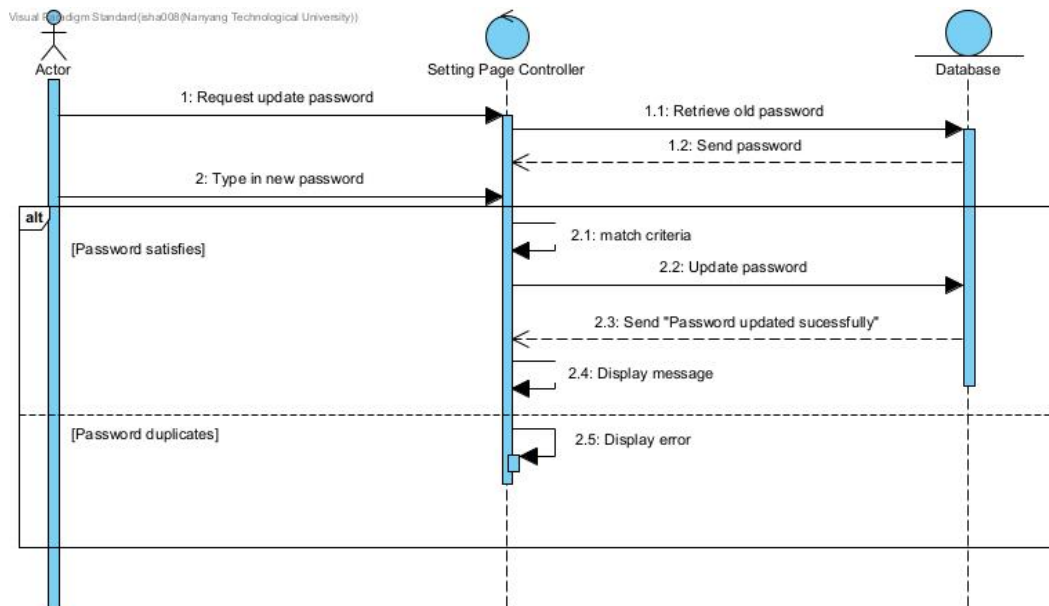 Visual Paradigm Standard(isha008(Nanyang Technological University))
Actor
Setting Page Controller
Database
1: Request update password
1.1: Retrieve old password
1.2: Send password
2: Type in new password
alt
[Password satisfies]
2.1: match criteria
2.2: Update password
2.3: Send "Password updated sucessfully"
2.4: Display message
[Password duplicates]
2.5: Display error